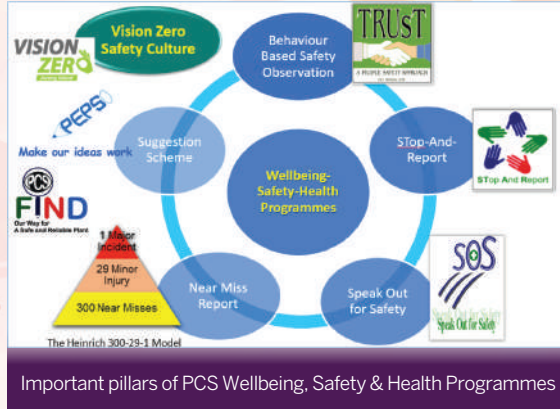 VISION
ZERO
Vision Zero
Safety Culture
Behaviour
Based Safety
Observation
TRUST
A PEOPLE SAFETY APPROACH
PEPS
Make our ideas work
Suggestion
Scheme
Wellbeing-
Safety-Health
Programmes
STop-And-
Report
STop And Report
PCS
FIND
Our Way for
A Safe and Reliable Plant
1 Major
Incident
29 Minor
Injury
300 Near Misses
The Heinrich 300-29-1 Model
Near Miss
Report
Speak Out
for Safety
SOS
Speak Out for Safety
Important pillars of PCS Wellbeing, Safety & Health Programmes